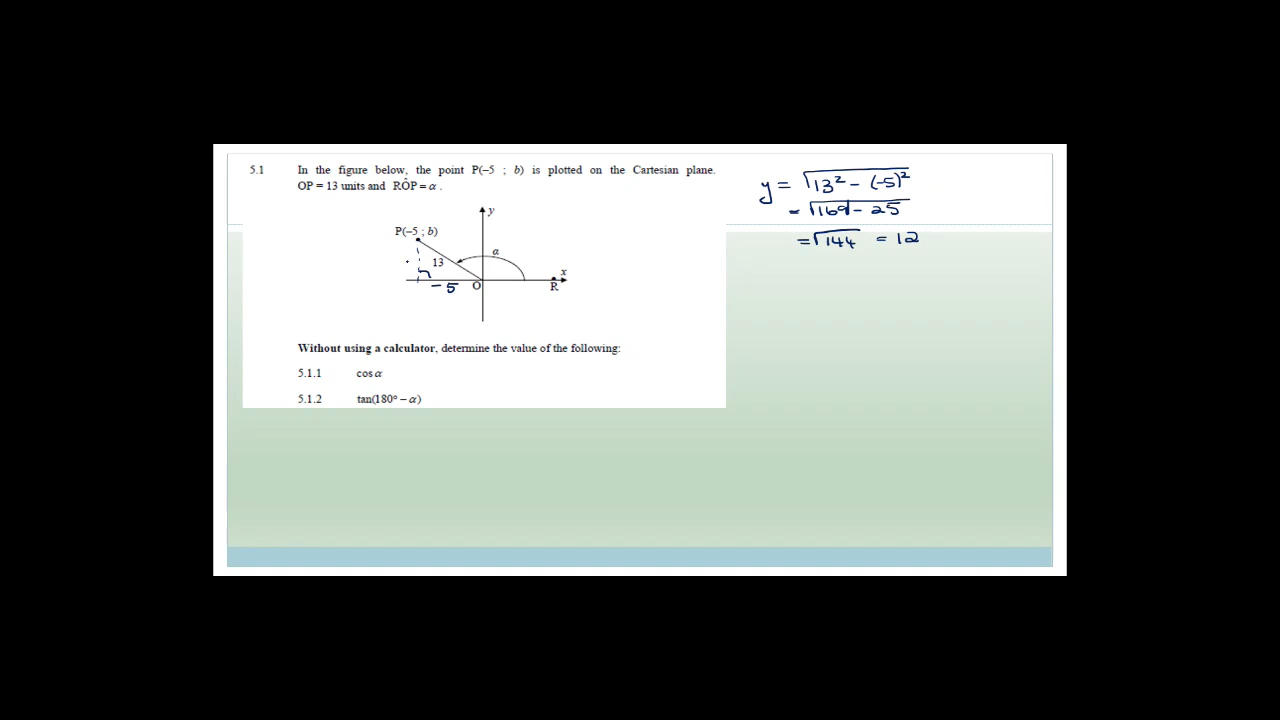 5.1 In the figure below, the point P(–5 ; b) is plotted on the Cartesian plane.
OP = 13 units and RÔP = α .
y
P(–5 ; b)
α
13
x
O
R
– 5
Without using a calculator, determine the value of the following:
5.1.1 cos α
5.1.2 tan(180° – α)
y = √13² – (–5)²
= √169 – 25
= √144 = 12